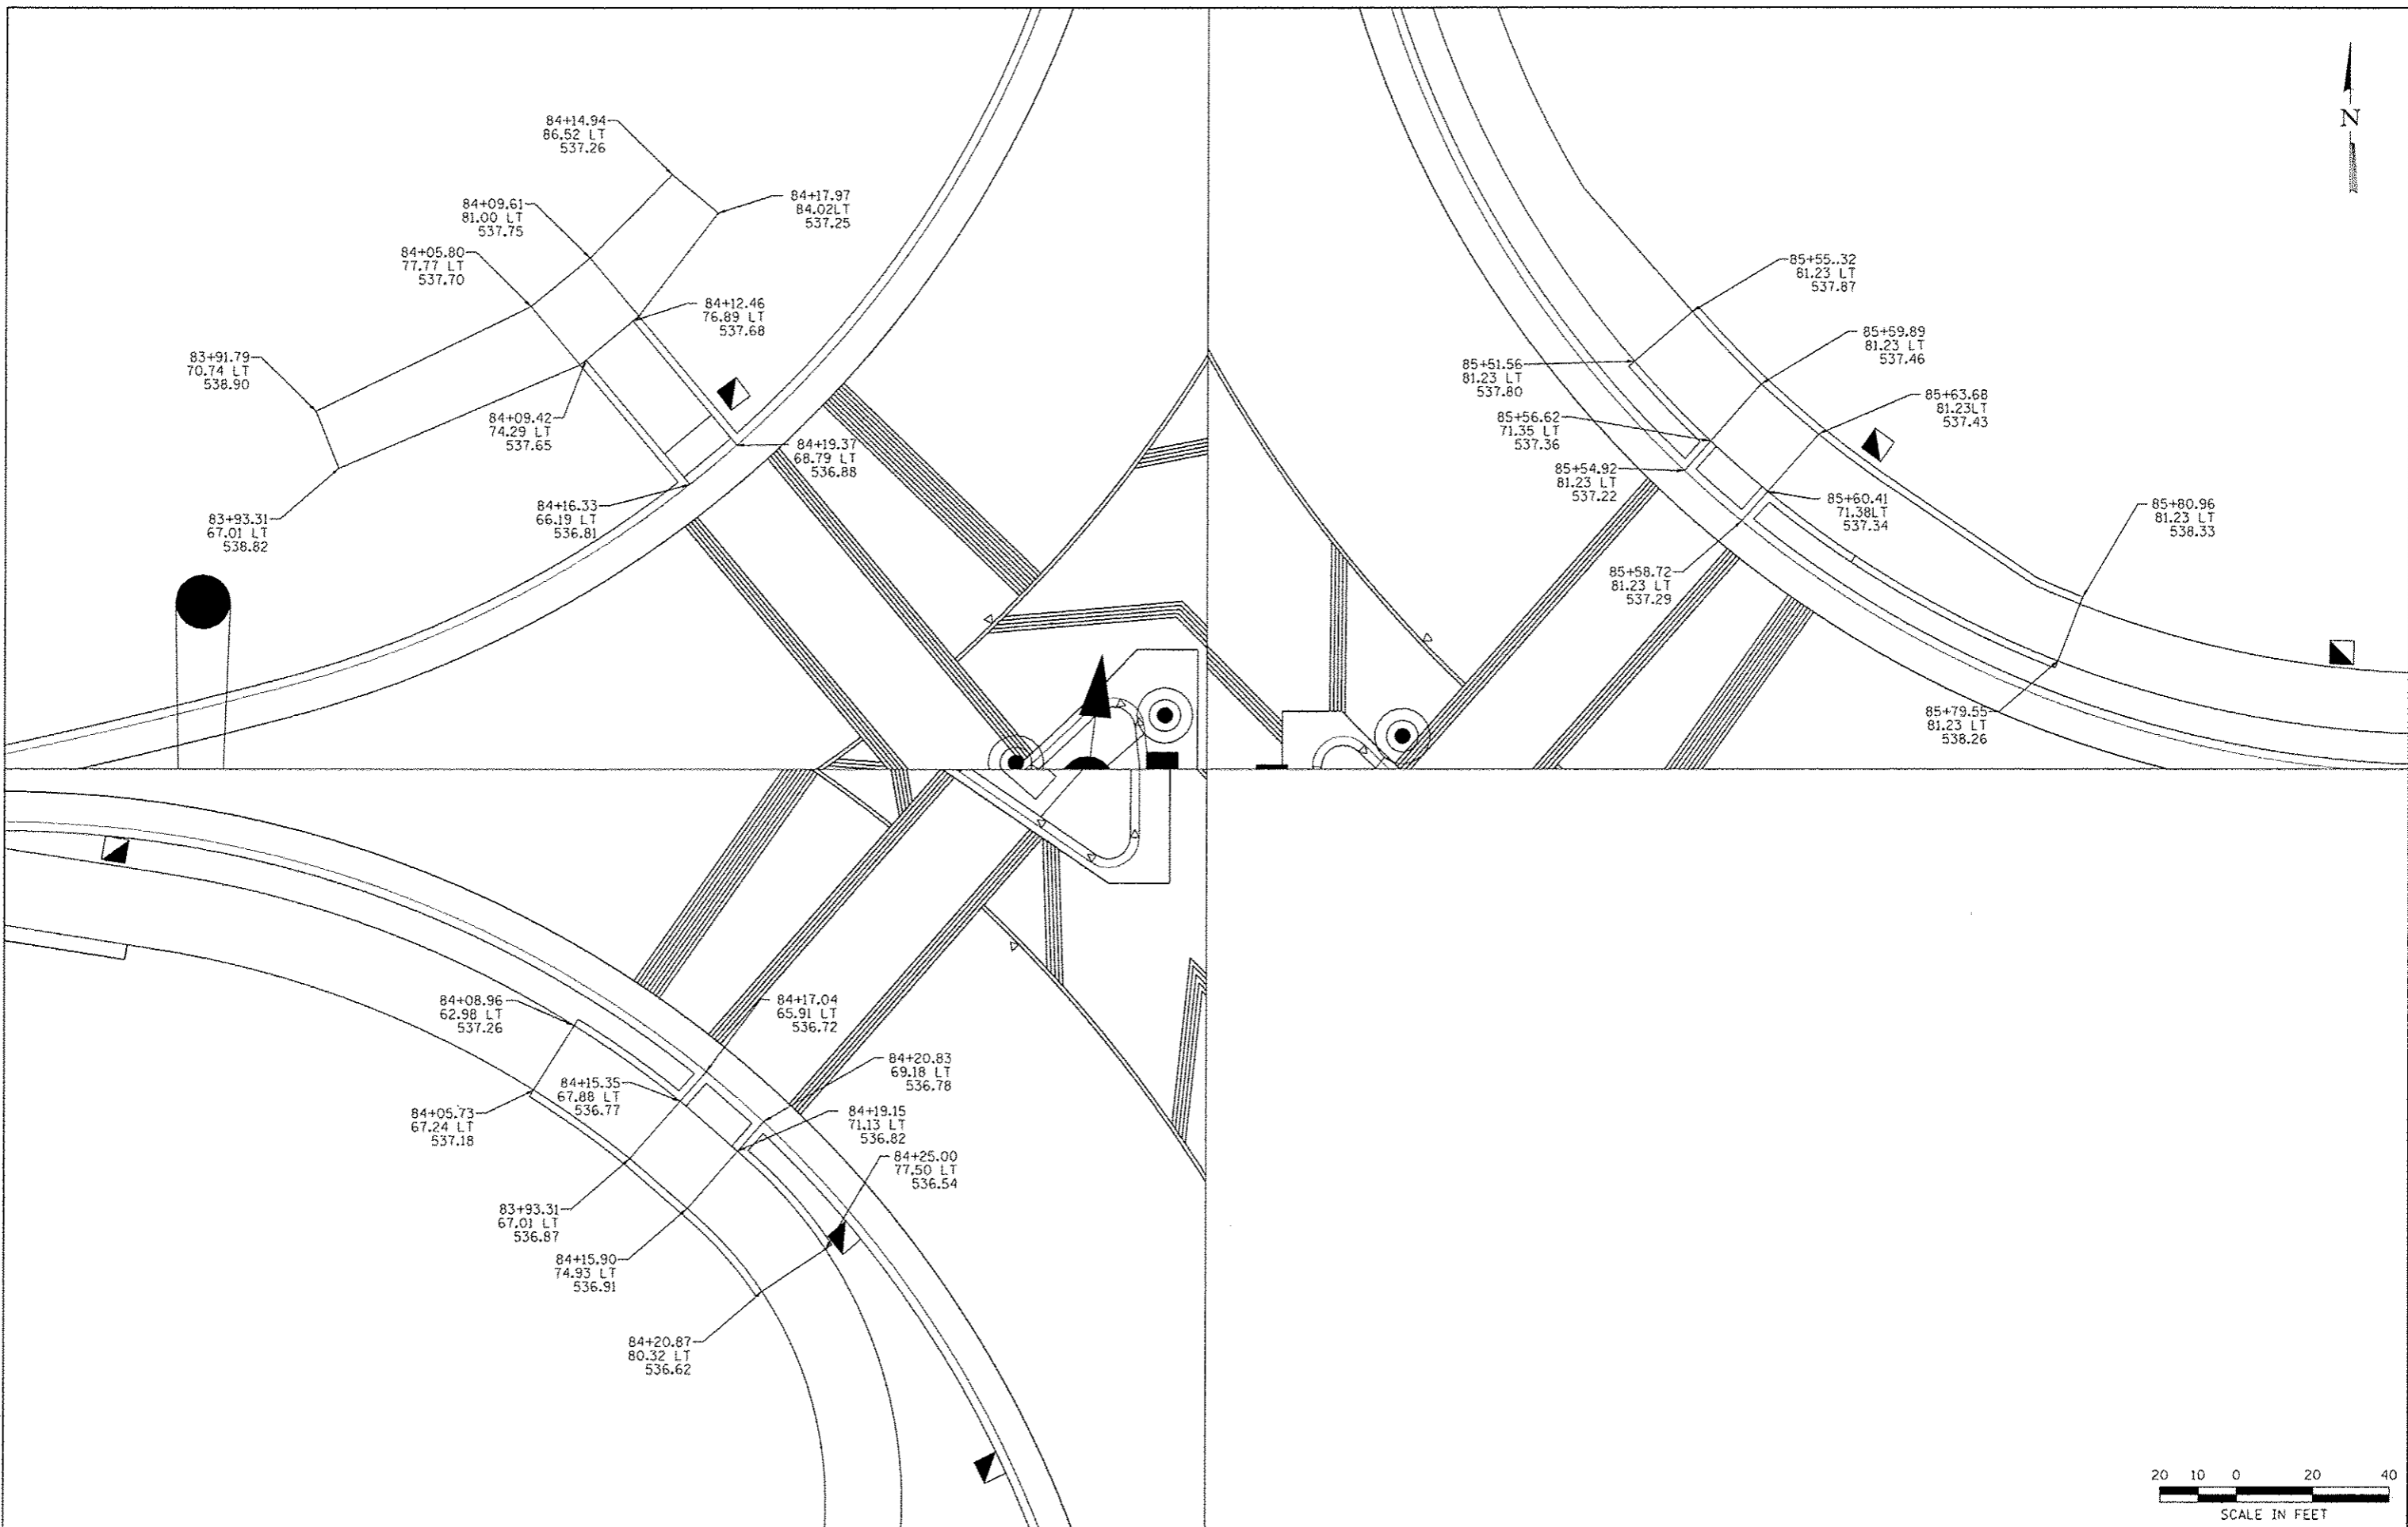 84+14.94
86.52 LT
537.26
84+09.61
81.00 LT
537.75
84+17.97
84.02LT
537.25
84+05.80
77.77 LT
537.70
84+12.46
76.89 LT
537.68
83+91.79
70.74 LT
538.90
84+09.42
74.29 LT
537.65
84+19.37
68.79 LT
536.88
84+16.33
66.19 LT
536.81
83+93.31
67.01 LT
538.82
N
85+55..32
81.23 LT
537.87
85+59.89
81.23 LT
537.46
85+51.56
81.23 LT
537.80
85+63.68
81.23LT
537.43
85+56.62
71.35 LT
537.36
85+54.92
81.23 LT
537.22
85+60.41
71.38LT
537.34
85+80.96
81.23 LT
538.33
85+58.72
81.23 LT
537.29
85+79.55
81.23 LT
538.26
84+08.96
62.98 LT
537.26
84+17.04
65.91 LT
536.72
84+20.83
69.18 LT
536.78
84+15.35
67.88 LT
536.77
84+05.73
67.24 LT
537.18
84+19.15
71.13 LT
536.82
84+25.00
77.50 LT
536.54
83+93.31
67.01 LT
536.87
84+15.90
74.93 LT
536.91
84+20.87
80.32 LT
536.62
20 10 0 20 40
SCALE IN FEET